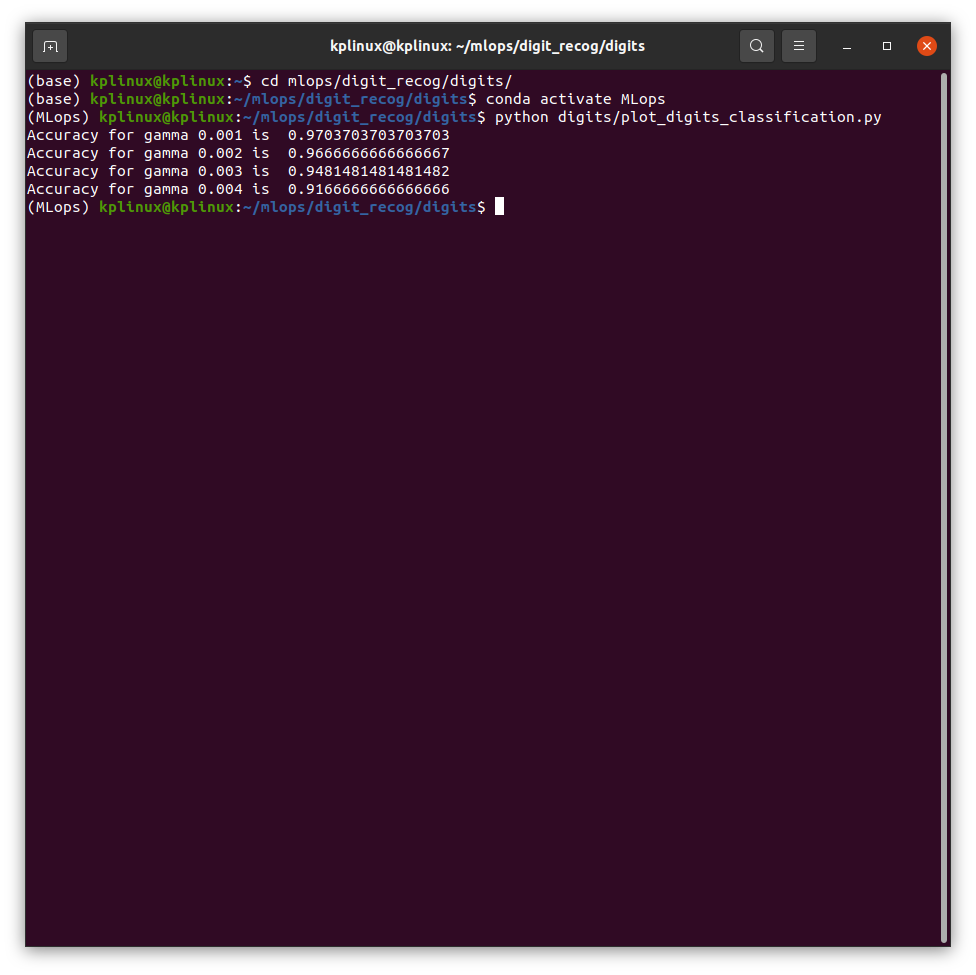 kplinux@kplinux: ~/mlops/digit_recog/digits
(base) kplinux@kplinux:~$ cd mlops/digit_recog/digits/
(base) kplinux@kplinux:~/mlops/digit_recog/digits$ conda activate MLops
(MLops) kplinux@kplinux:~/mlops/digit_recog/digits$ python digits/plot_digits_classification.py
Accuracy for gamma 0.001 is  0.9703703703703703
Accuracy for gamma 0.002 is  0.9666666666666667
Accuracy for gamma 0.003 is  0.9481481481481482
Accuracy for gamma 0.004 is  0.9166666666666666
(MLops) kplinux@kplinux:~/mlops/digit_recog/digits$